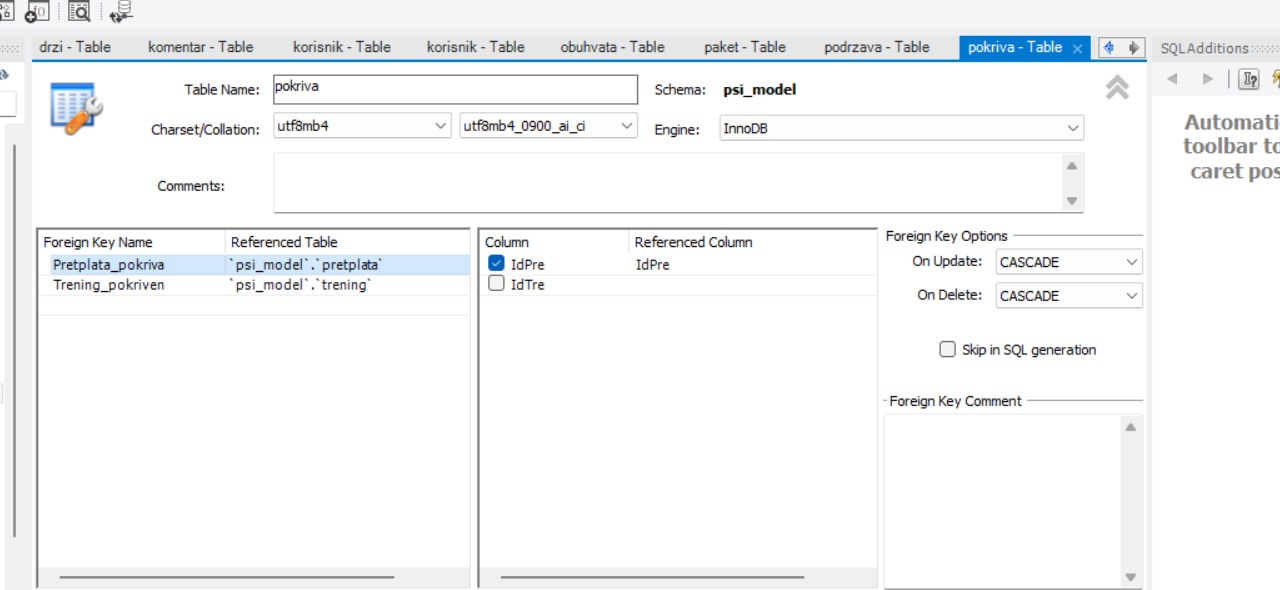 drzi - Table komentar - Table korisnik - Table korisnik - Table obuhvata - Table paket - Table podrzava - Table pokriva - Table SQLAdditions
Table Name: pokriva Schema: psi_model
Charset/Collation: utf8mb4 utf8mb4_0900_ai_ci Engine: InnoDB
Comments:
Automati
toolbar to
caret pos
Foreign Key Name Referenced Table
Pretplata_pokriva `psi_model`.`pretplata`
Trening_pokriven `psi_model`.`trening`
Column Referenced Column
IdPre IdPre
IdTre
Foreign Key Options
On Update: CASCADE
On Delete: CASCADE
Skip in SQL generation
Foreign Key Comment